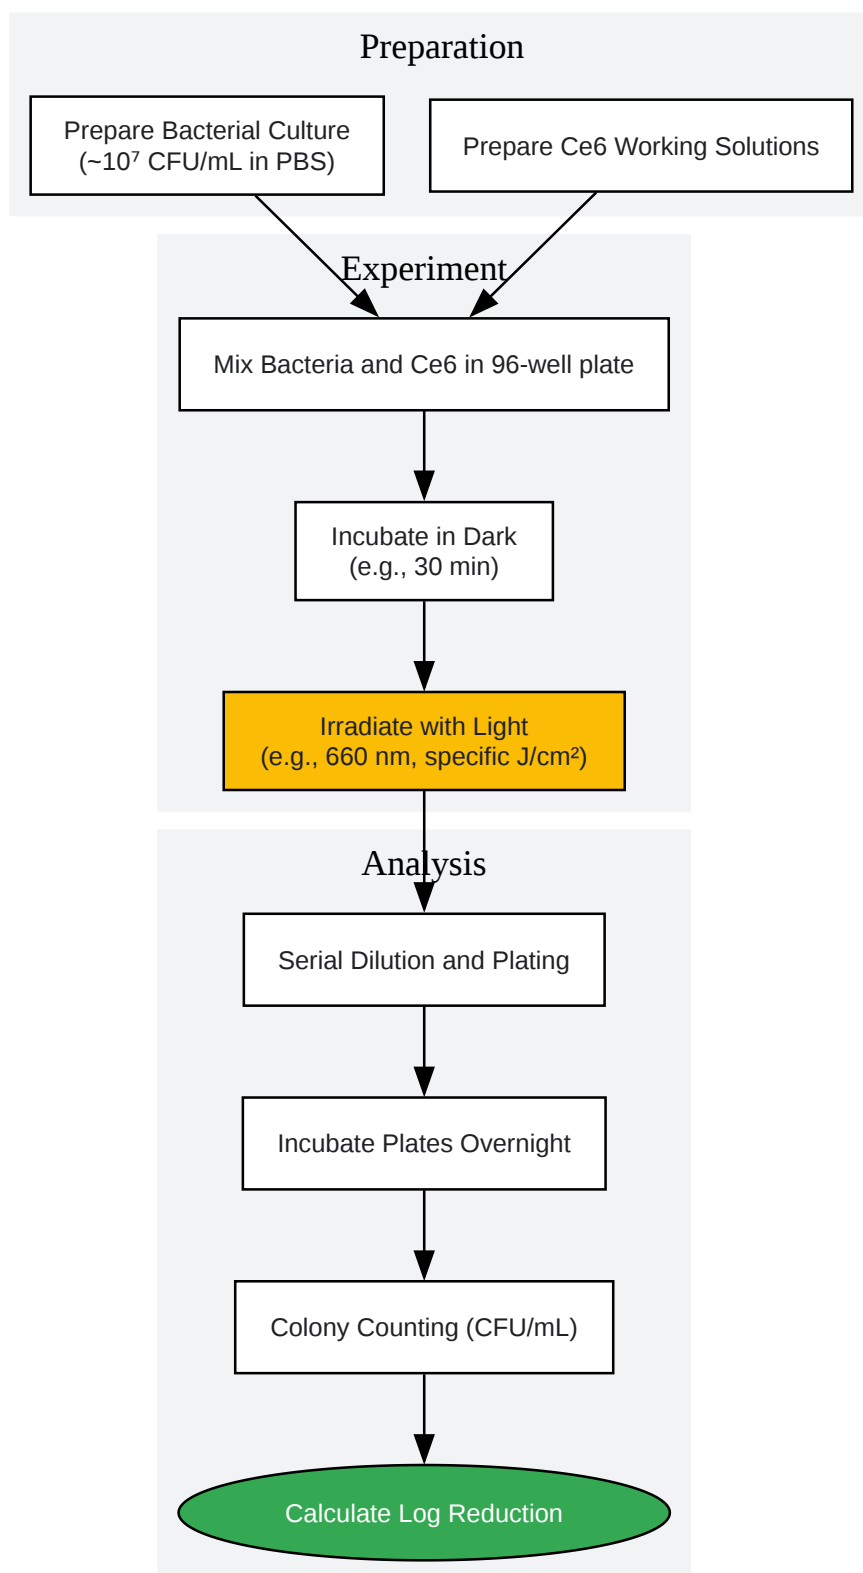 Preparation
Prepare Bacterial Culture
(~10⁷ CFU/mL in PBS)
Prepare Ce6 Working Solutions
Experiment
Mix Bacteria and Ce6 in 96-well plate
Incubate in Dark
(e.g., 30 min)
Irradiate with Light
(e.g., 660 nm, specific J/cm²)
Analysis
Serial Dilution and Plating
Incubate Plates Overnight
Colony Counting (CFU/mL)
Calculate Log Reduction